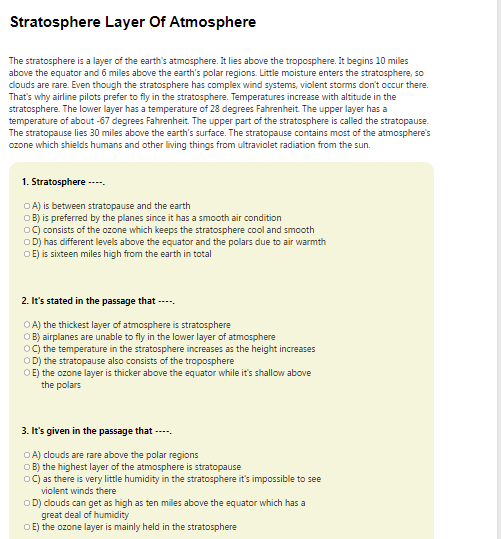 Stratosphere Layer Of Atmosphere
The stratosphere is a layer of the earth's atmosphere. It lies above the troposphere. It begins 10 miles
above the equator and 6 miles above the earth's polar regions. Little moisture enters the stratosphere, so
clouds are rare. Even though the stratosphere has complex wind systems, violent storms don't occur there.
That's why airline pilots prefer to fly in the stratosphere. Temperatures increase with altitude in the
stratosphere. The lower layer has a temperature of 28 degrees Fahrenheit. The upper layer has a
temperature of about -67 degrees Fahrenheit. The upper part of the stratosphere is called the stratopause.
The stratopause lies 30 miles above the earth's surface. The stratopause contains most of the atmosphere's
ozone which shields humans and other living things from ultraviolet radiation from the sun.
1. Stratosphere ----.
A) is between stratopause and the earth
B) is preferred by the planes since it has a smooth air condition
C) consists of the ozone which keeps the stratosphere cool and smooth
D) has different levels above the equator and the polars due to air warmth
E) is sixteen miles high from the earth in total
2. It's stated in the passage that ----.
A) the thickest layer of atmosphere is stratosphere
B) airplanes are unable to fly in the lower layer of atmosphere
C) the temperature in the stratosphere increases as the height increases
D) the stratopause also consists of the troposphere
E) the ozone layer is thicker above the equator while it's shallow above
the polars
3. It's given in the passage that ----.
A) clouds are rare above the polar regions
B) the highest layer of the atmosphere is stratopause
C) as there is very little humidity in the stratosphere it's impossible to see
violent winds there
D) clouds can get as high as ten miles above the equator which has a
great deal of humidity
E) the ozone layer is mainly held in the stratosphere